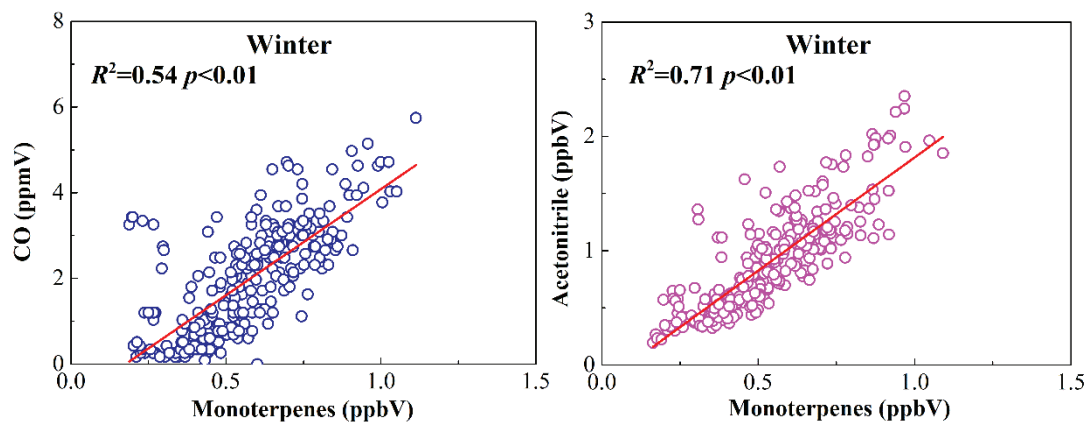 Winter
R²=0.54 p<0.01
CO (ppmV)
8
6
4
2
0
0.0 0.5 1.0 1.5
Monoterpenes (ppbV)
Winter
R²=0.71 p<0.01
Acetonitrile (ppbV)
3
2
1
0
0.0 0.5 1.0 1.5
Monoterpenes (ppbV)